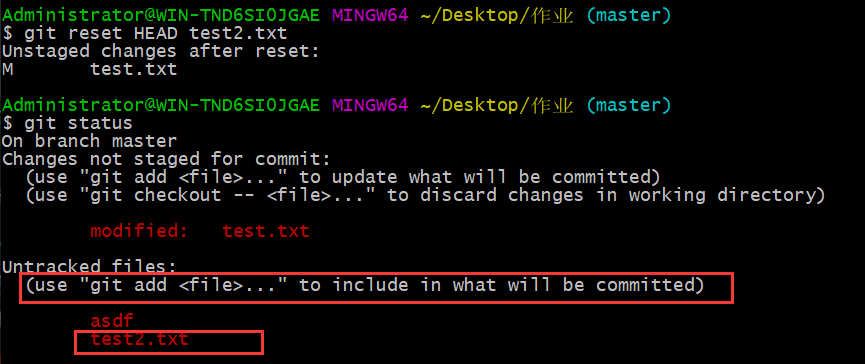 Administrator@WIN-TND6SI0JGAE MINGW64 ~/Desktop/作业 (master)
$ git reset HEAD test2.txt
Unstaged changes after reset:
M       test.txt
Administrator@WIN-TND6SI0JGAE MINGW64 ~/Desktop/作业 (master)
$ git status
On branch master
Changes not staged for commit:
  (use "git add <file>..." to update what will be committed)
  (use "git checkout -- <file>..." to discard changes in working directory)
        modified:   test.txt
Untracked files:
  (use "git add <file>..." to include in what will be committed)
        asdf
        test2.txt